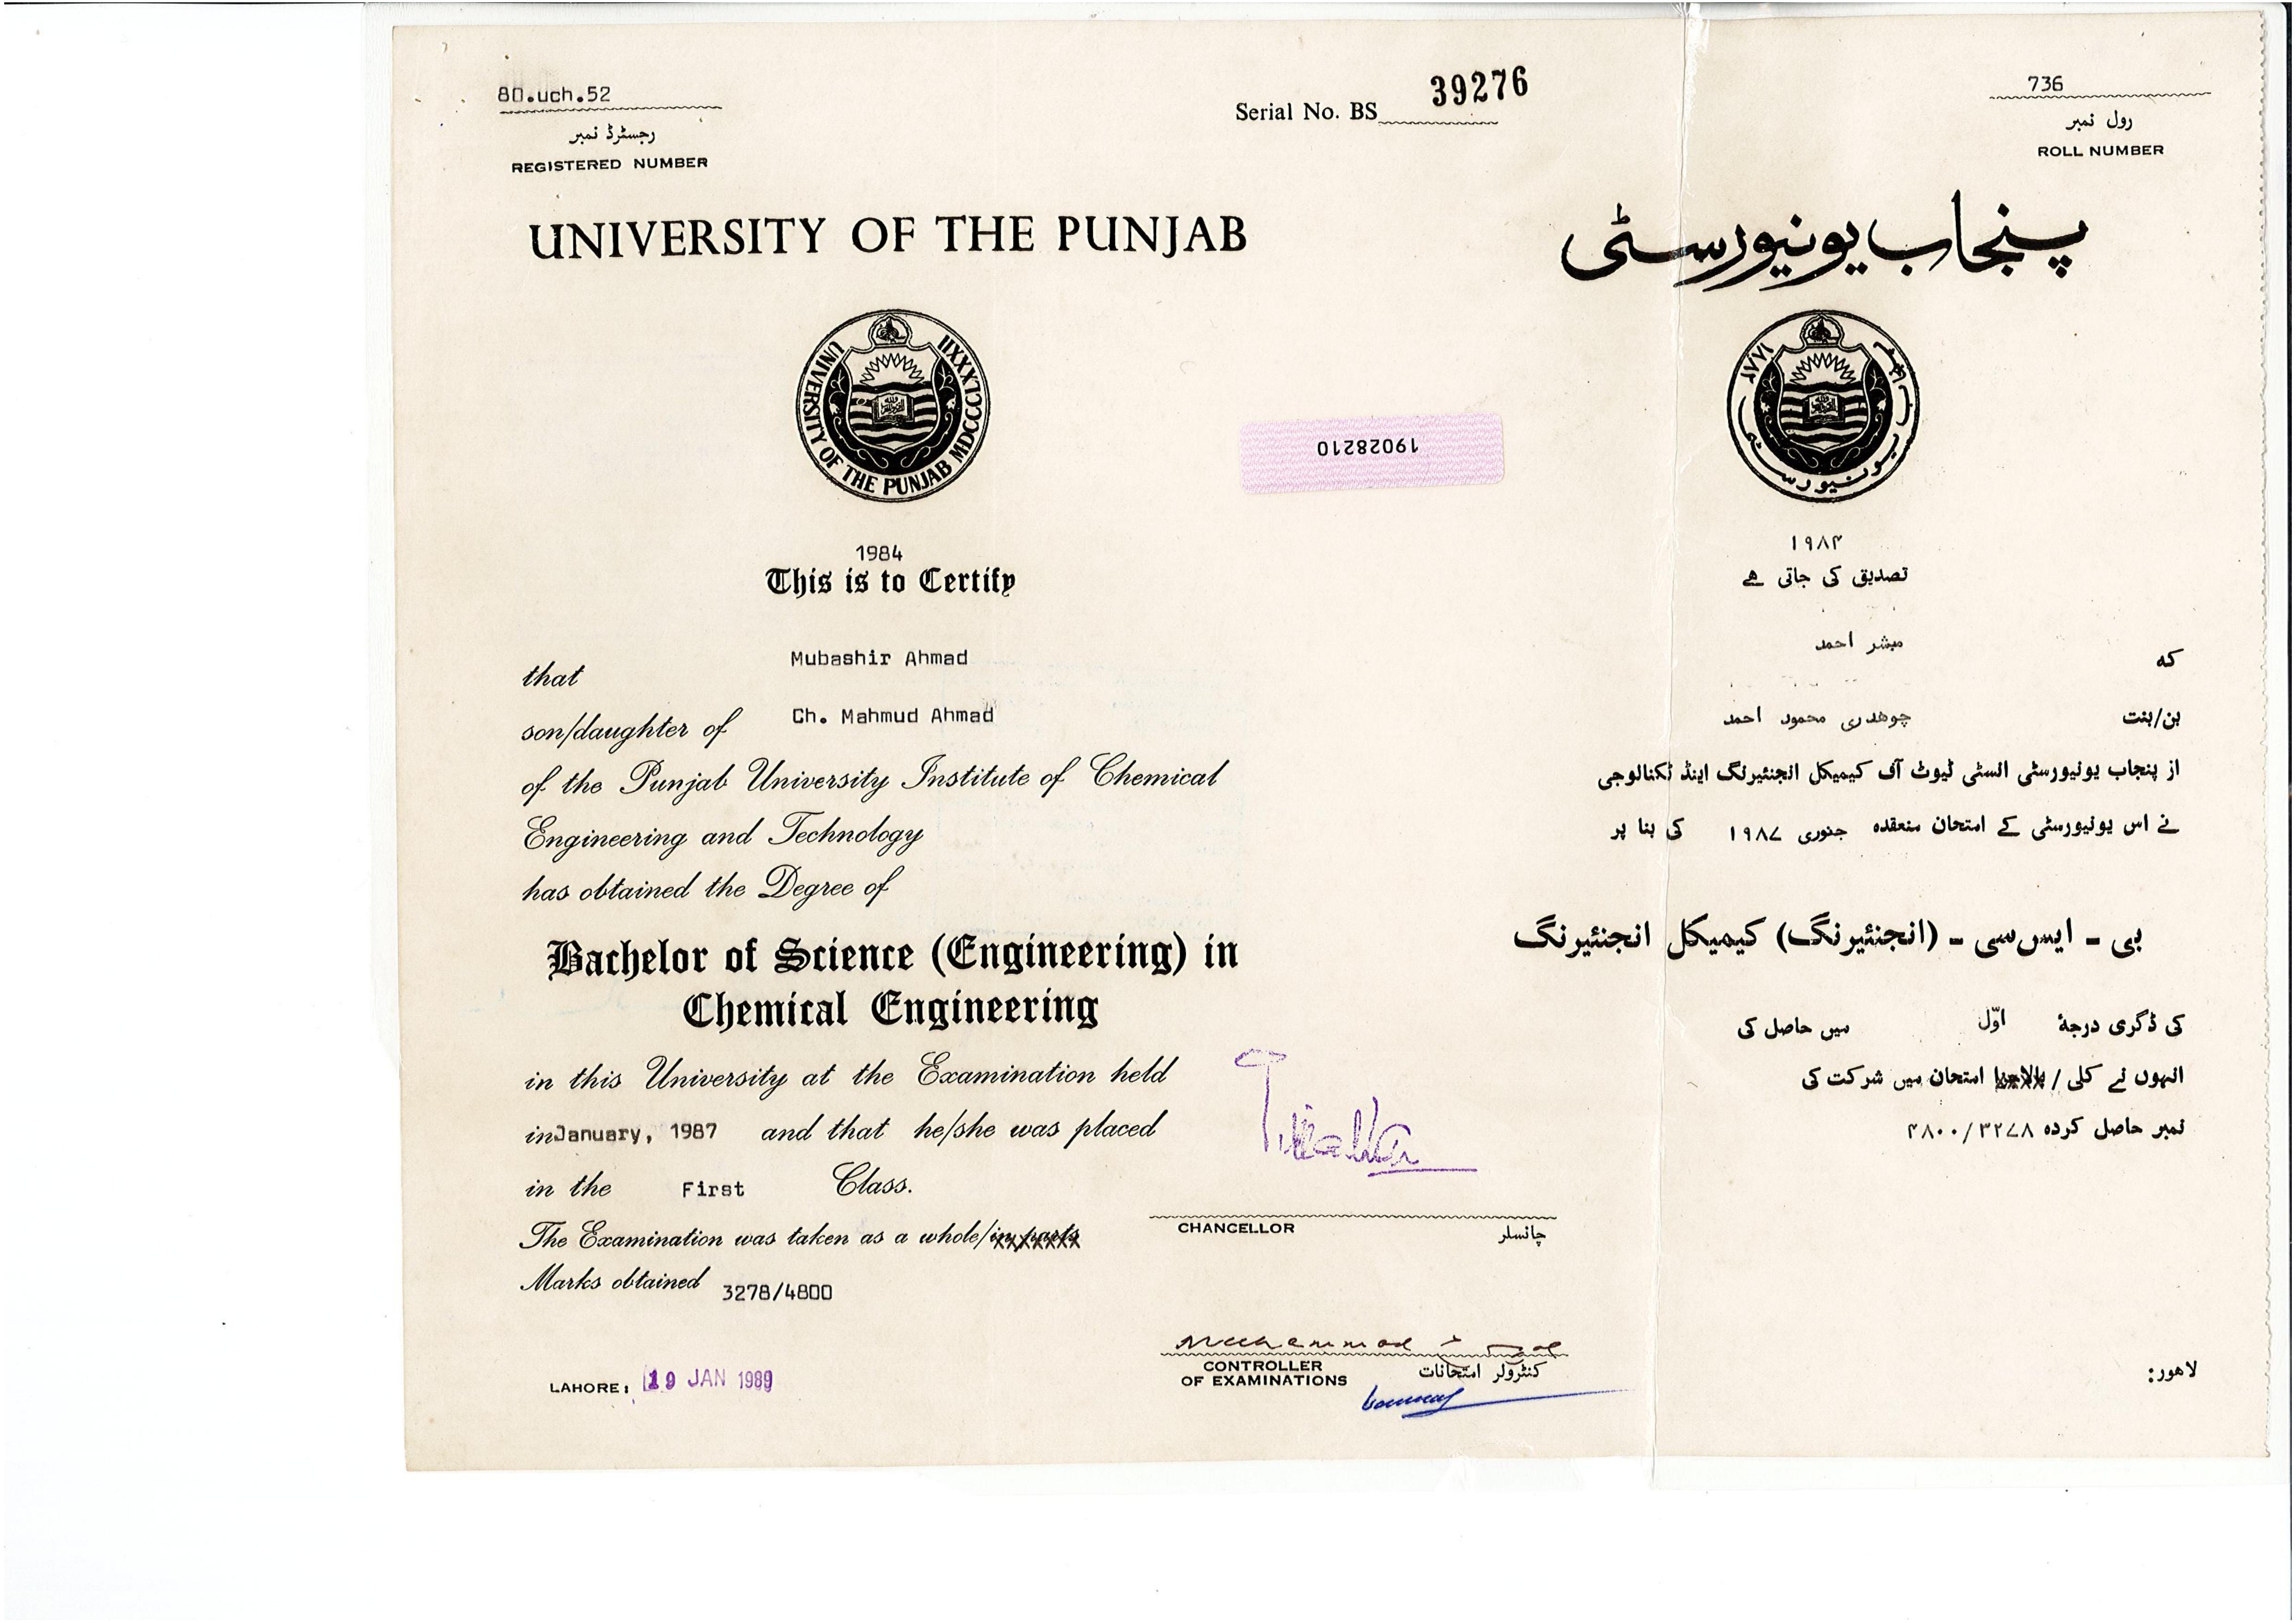 80.uch.52
رجسٹرڈ نمبر
REGISTERED NUMBER
Serial No. BS 39276
736
رول نمبر
ROLL NUMBER
UNIVERSITY OF THE PUNJAB
پنجاب یونیورسٹی
UNIVERSITY OF THE PUNJAB MDCCCLXXXII
پنجاب یونیورسٹی ۱۸۸۲
19028210
1984
This is to Certify
that Mubashir Ahmad
son/daughter of Ch. Mahmud Ahmad
of the Punjab University Institute of Chemical
Engineering and Technology
has obtained the Degree of
Bachelor of Science (Engineering) in
Chemical Engineering
in this University at the Examination held
in January, 1987 and that he/she was placed
in the First Class.
The Examination was taken as a whole/in parts
Marks obtained 3278/4800
LAHORE: 19 JAN 1989
۱۹۸۴
تصدیق کی جاتی ہے
کہ مبشر احمد
بن/بنت چوھدری محمود احمد
از پنجاب یونیورسٹی انسٹی ٹیوٹ آف کیمیکل انجنئیرنگ اینڈ ٹکنالوجی
نے اس یونیورسٹی کے امتحان منعقدہ جنوری ۱۹۸۷ کی بنا پر
بی - ایس سی - (انجنئیرنگ) کیمیکل انجنئیرنگ
کی ڈگری درجۂ اوّل میں حاصل کی
انہوں نے کلی / امتحان میں شرکت کی
نمبر حاصل کردہ ۳۲۷۸/۴۸۰۰
CHANCELLOR
چانسلر
CONTROLLER
OF EXAMINATIONS
کنٹرولر امتحانات
لاھور: